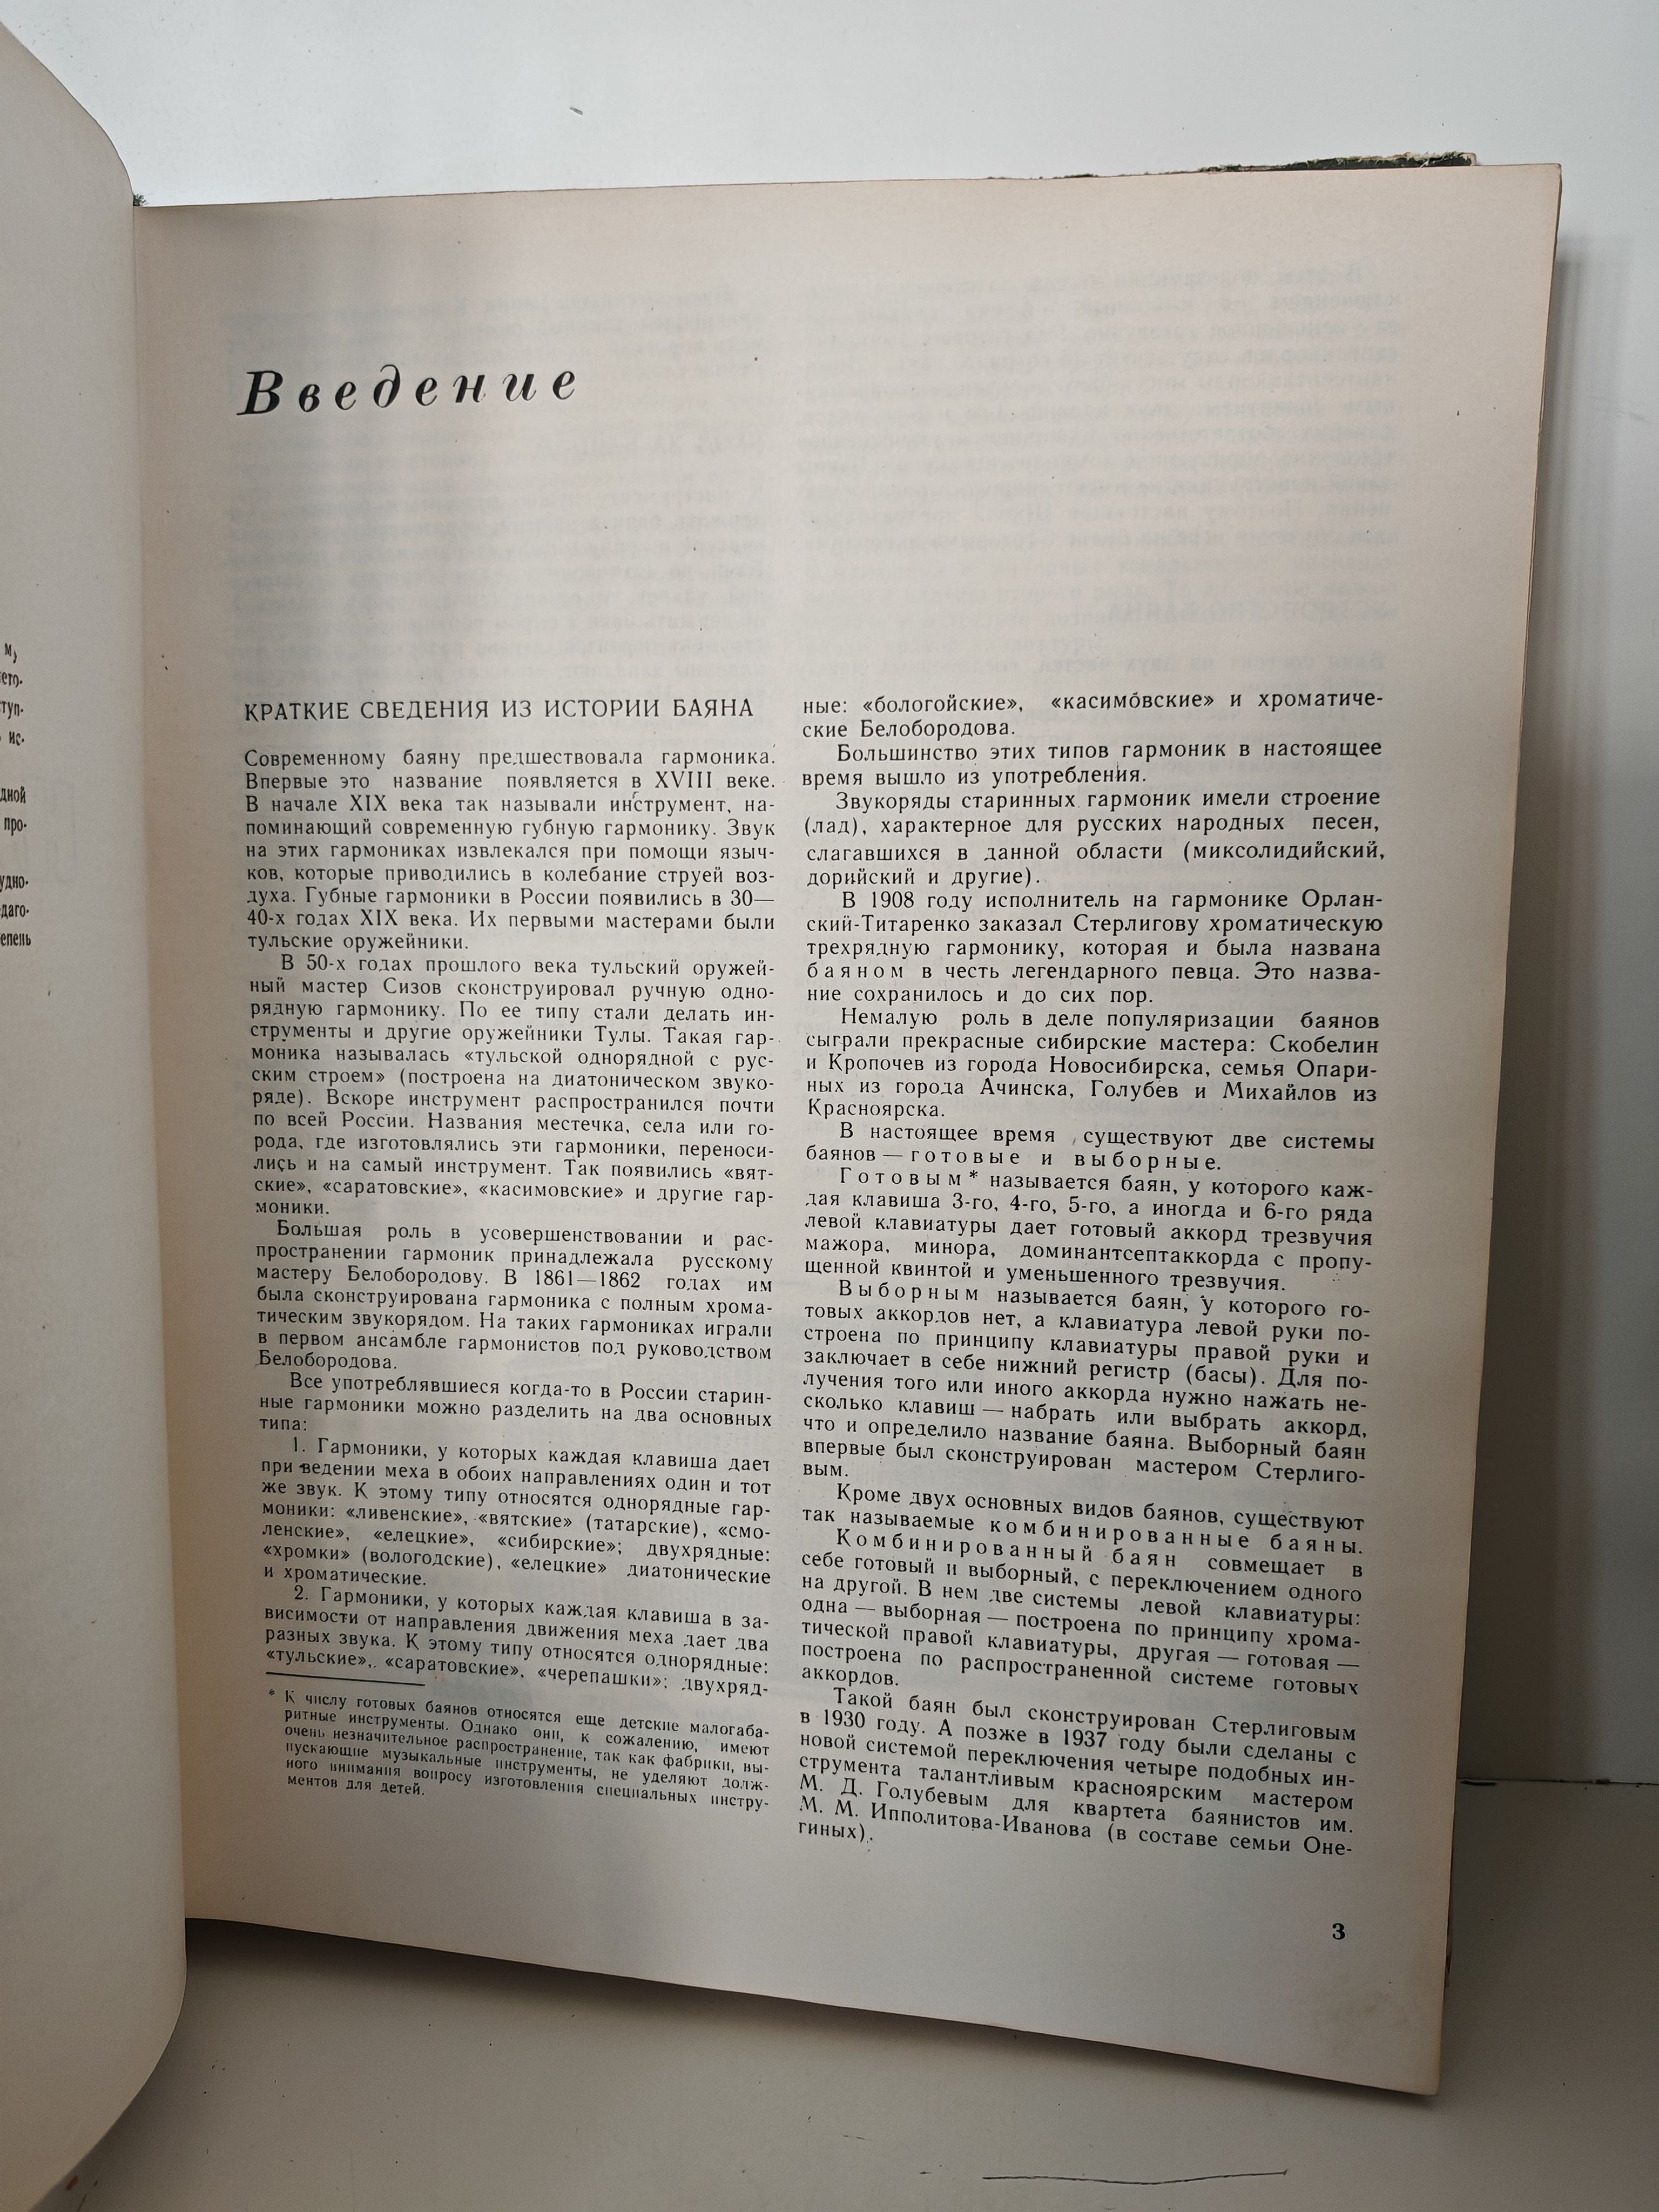 м,
ето-
ступ-
ис-
дной
про-
удно-
даго-
епень
Введение
КРАТКИЕ СВЕДЕНИЯ ИЗ ИСТОРИИ БАЯНА
Современному баяну предшествовала гармоника.
Впервые это название появляется в XVIII веке.
В начале XIX века так называли инструмент, на-
поминающий современную губную гармонику. Звук
на этих гармониках извлекался при помощи языч-
ков, которые приводились в колебание струей воз-
духа. Губные гармоники в России появились в 30—
40-х годах XIX века. Их первыми мастерами были
тульские оружейники.
В 50-х годах прошлого века тульский оружей-
ный мастер Сизов сконструировал ручную одно-
рядную гармонику. По ее типу стали делать ин-
струменты и другие оружейники Тулы. Такая гар-
моника называлась «тульской однорядной с рус-
ским строем» (построена на диатоническом звуко-
ряде). Вскоре инструмент распространился почти
по всей России. Названия местечка, села или го-
рода, где изготовлялись эти гармоники, переноси-
лись и на самый инструмент. Так появились «вят-
ские», «саратовские», «касимовские» и другие гар-
моники.
Большая роль в усовершенствовании и рас-
пространении гармоник принадлежала русскому
мастеру Белобородову. В 1861—1862 годах им
была сконструирована гармоника с полным хрома-
тическим звукорядом. На таких гармониках играли
в первом ансамбле гармонистов под руководством
Белобородова.
Все употреблявшиеся когда-то в России старин-
ные гармоники можно разделить на два основных
типа:
1. Гармоники, у которых каждая клавиша дает
при ведении меха в обоих направлениях один и тот
же звук. К этому типу относятся однорядные гар-
моники: «ливенские», «вятские» (татарские), «смо-
ленские», «елецкие», «сибирские»; двухрядные:
«хромки» (вологодские), «елецкие» диатонические
и хроматические.
2. Гармоники, у которых каждая клавиша в за-
висимости от направления движения меха дает два
разных звука. К этому типу относятся однорядные:
«тульские», «саратовские», «черепашки»; двухряд-
* К числу готовых баянов относятся еще детские малогаба-
ритные инструменты. Однако они, к сожалению, имеют
очень незначительное распространение, так как фабрики, вы-
пускающие музыкальные инструменты, не уделяют долж-
ного внимания вопросу изготовления специальных инстру-
ментов для детей.
ные: «бологойские», «касимовские» и хроматиче-
ские Белобородова.
Большинство этих типов гармоник в настоящее
время вышло из употребления.
Звукоряды старинных гармоник имели строение
(лад), характерное для русских народных песен,
слагавшихся в данной области (миксолидийский,
дорийский и другие).
В 1908 году исполнитель на гармонике Орлан-
ский-Титаренко заказал Стерлигову хроматическую
трехрядную гармонику, которая и была названа
баяном в честь легендарного певца. Это назва-
ние сохранилось и до сих пор.
Немалую роль в деле популяризации баянов
сыграли прекрасные сибирские мастера: Скобелин
и Кропочев из города Новосибирска, семья Опари-
ных из города Ачинска, Голубев и Михайлов из
Красноярска.
В настоящее время существуют две системы
баянов — готовые и выборные.
Готовым* называется баян, у которого каж-
дая клавиша 3-го, 4-го, 5-го, а иногда и 6-го ряда
левой клавиатуры дает готовый аккорд трезвучия
мажора, минора, доминантсептаккорда с пропу-
щенной квинтой и уменьшенного трезвучия.
Выборным называется баян, у которого го-
товых аккордов нет, а клавиатура левой руки по-
строена по принципу клавиатуры правой руки и
заключает в себе нижний регистр (басы). Для по-
лучения того или иного аккорда нужно нажать не-
сколько клавиш — набрать или выбрать аккорд,
что и определило название баяна. Выборный баян
впервые был сконструирован мастером Стерлиго-
вым.
Кроме двух основных видов баянов, существуют
так называемые комбинированные баяны.
Комбинированный баян совмещает в
себе готовый и выборный, с переключением одного
на другой. В нем две системы левой клавиатуры:
одна — выборная — построена по принципу хрома-
тической правой клавиатуры, другая — готовая —
построена по распространенной системе готовых
аккордов.
Такой баян был сконструирован Стерлиговым
в 1930 году. А позже в 1937 году были сделаны с
новой системой переключения четыре подобных ин-
струмента талантливым красноярским мастером
М. Д. Голубевым для квартета баянистов им.
М. М. Ипполитова-Иванова (в составе семьи Оне-
гиных).
3